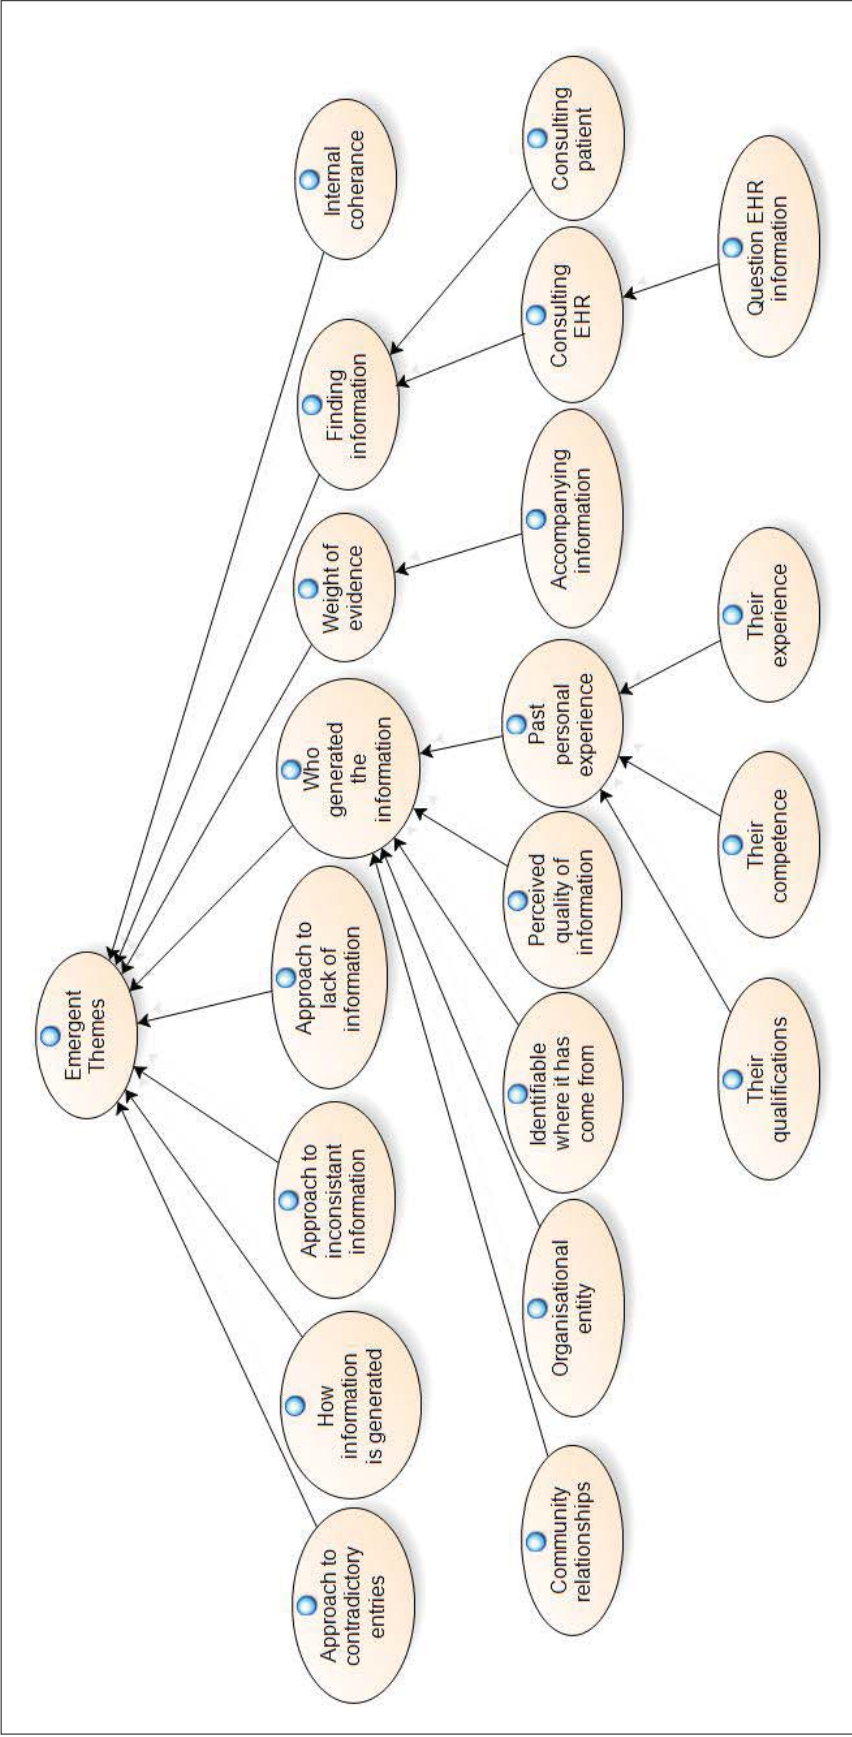 Emergent
Themes
Approach to
contradictory
entries
How
information
is generated
Approach to
inconsistant
information
Approach to
lack of
information
Who
generated
the
information
Weight of
evidence
Finding
information
Internal
coherance
Community
relationships
Organisational
entity
Identifiable
where it has
come from
Perceived
quality of
information
Past
personal
experience
Accompanying
information
Consulting
EHR
Consulting
patient
Their
qualifications
Their
competence
Their
experience
Question EHR
information